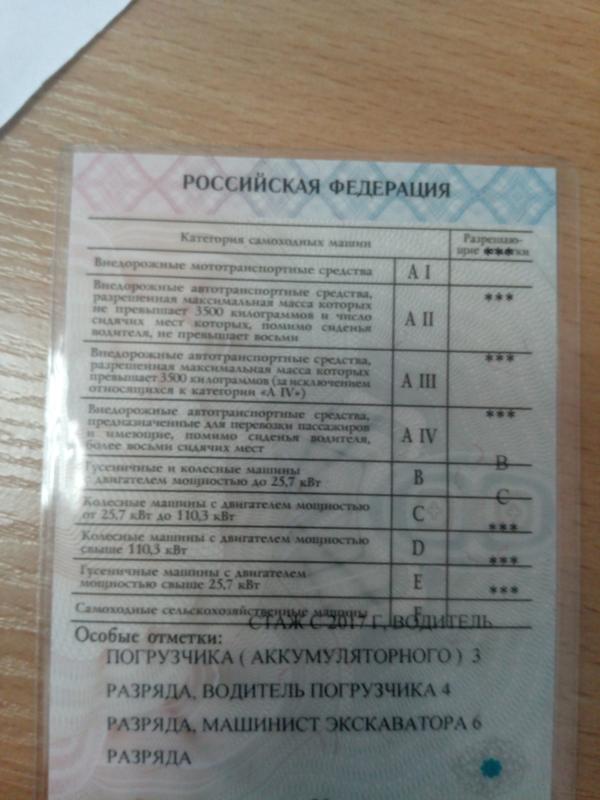 РОССИЙСКАЯ ФЕДЕРАЦИЯ
Категория самоходных машин
Разрешаю-
щие отметки
***
Внедорожные мототранспортные средства
A I
***
Внедорожные автотранспортные средства,
разрешенная максимальная масса которых
не превышает 3500 килограммов и число
сидячих мест которых, помимо сиденья
водителя, не превышает восьми
A II
***
Внедорожные автотранспортные средства,
разрешенная максимальная масса которых
превышает 3500 килограммов (за исключением
относящихся к категории «А IV»)
A III
***
Внедорожные автотранспортные средства,
предназначенные для перевозки пассажиров
и имеющие, помимо сиденья водителя,
более восьми сидячих мест
A IV
B
Гусеничные и колесные машины
с двигателем мощностью до 25,7 кВт
B
C
Колесные машины с двигателем мощностью
от 25,7 кВт до 110,3 кВт
C
***
Колесные машины с двигателем мощностью
свыше 110,3 кВт
D
***
Гусеничные машины с двигателем
мощностью свыше 25,7 кВт
E
***
Самоходные сельскохозяйственные машины
F
Особые отметки:
СТАЖ С 2017 Г., ВОДИТЕЛЬ
ПОГРУЗЧИКА ( АККУМУЛЯТОРНОГО ) 3
РАЗРЯДА, ВОДИТЕЛЬ ПОГРУЗЧИКА 4
РАЗРЯДА, МАШИНИСТ ЭКСКАВАТОРА 6
РАЗРЯДА